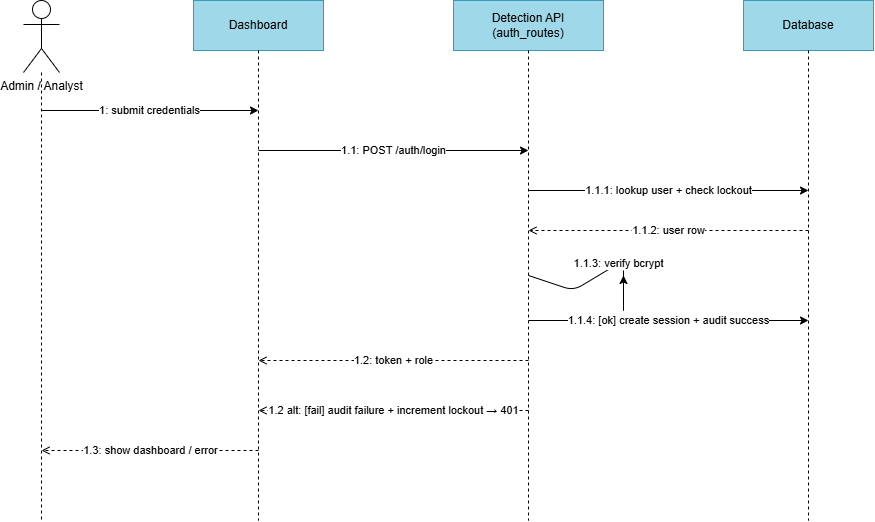 Dashboard
Detection API
(auth_routes)
Database
Admin / Analyst
1: submit credentials
1.1: POST /auth/login
1.1.1: lookup user + check lockout
1.1.2: user row
1.1.3: verify bcrypt
1.1.4: [ok] create session + audit success
1.2: token + role
1.2 alt: [fail] audit failure + increment lockout → 401
1.3: show dashboard / error